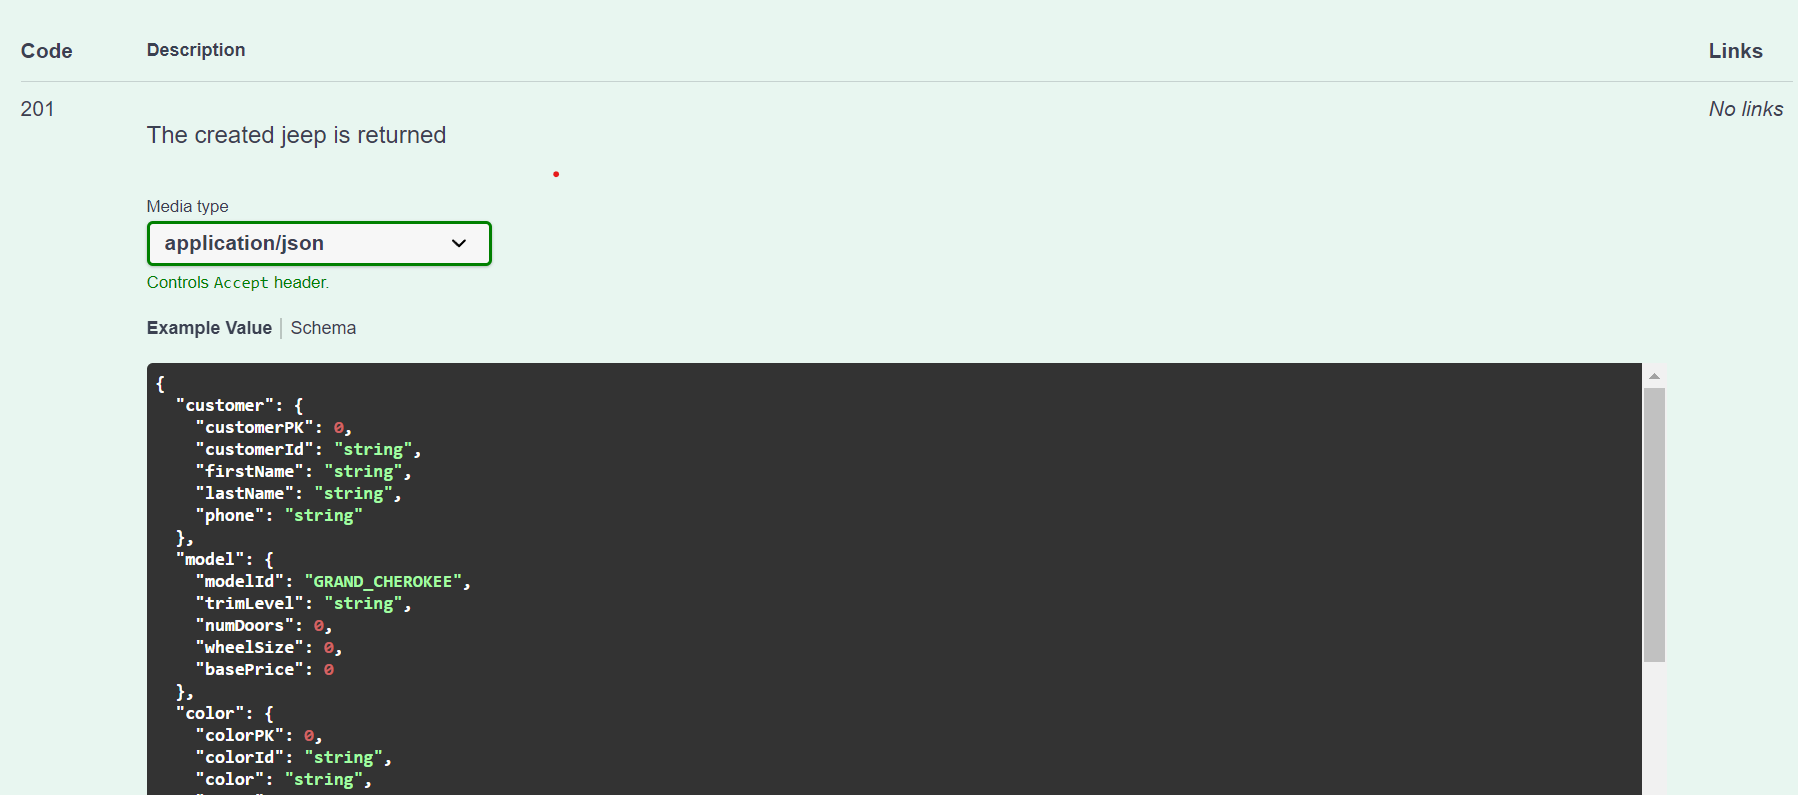 Code Description Links
201 No links
The created jeep is returned
Media type
application/json
Controls Accept header.
Example Value Schema
{
  "customer": {
    "customerPK": 0,
    "customerId": "string",
    "firstName": "string",
    "lastName": "string",
    "phone": "string"
  },
  "model": {
    "modelId": "GRAND_CHEROKEE",
    "trimLevel": "string",
    "numDoors": 0,
    "wheelSize": 0,
    "basePrice": 0
  },
  "color": {
    "colorPK": 0,
    "colorId": "string",
    "color": "string",